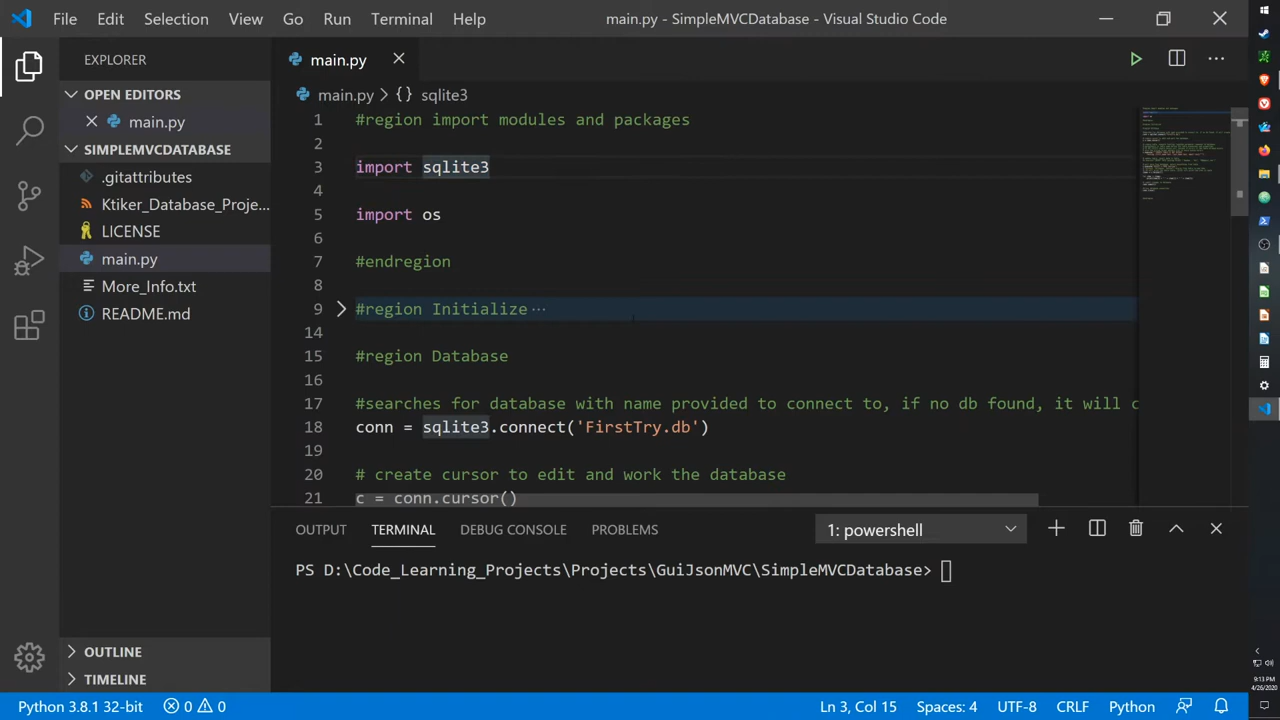 File Edit Selection View Go Run Terminal Help main.py - SimpleMVCDatabase - Visual Studio Code
EXPLORER
OPEN EDITORS
main.py
SIMPLEMVCDATABASE
.gitattributes
Ktiker_Database_Proje...
LICENSE
main.py
More_Info.txt
README.md
OUTLINE
TIMELINE
main.py
main.py > {} sqlite3
1 #region import modules and packages
2
3 import sqlite3
4
5 import os
6
7 #endregion
8
9 #region Initialize ...
14
15 #region Database
16
17 #searches for database with name provided to connect to, if no db found, it will c
18 conn = sqlite3.connect('FirstTry.db')
19
20 # create cursor to edit and work the database
21 c = conn.cursor()
OUTPUT TERMINAL DEBUG CONSOLE PROBLEMS 1: powershell
PS D:\Code_Learning_Projects\Projects\GuiJsonMVC\SimpleMVCDatabase>
Python 3.8.1 32-bit 0 0 Ln 3, Col 15 Spaces: 4 UTF-8 CRLF Python
9:13 PM
4/26/2020